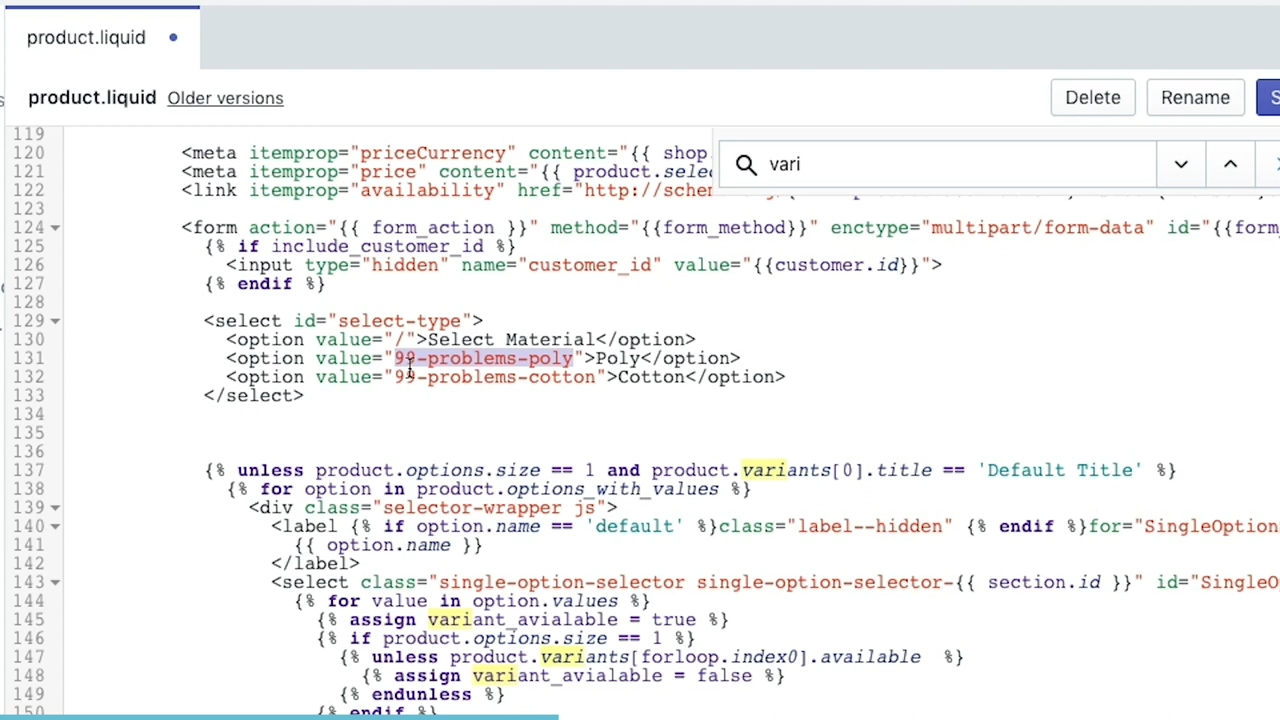 product.liquid
product.liquid Older versions Delete Rename S
vari
119
120 <meta itemprop="priceCurrency" content="{{ shop.
121 <meta itemprop="price" content="{{ product.selec
122 <link itemprop="availability" href="http://schem
123
124 <form action="{{ form_action }}" method="{{form_method}}" enctype="multipart/form-data" id="{{form_
125 {% if include_customer_id %}
126 <input type="hidden" name="customer_id" value="{{customer.id}}">
127 {% endif %}
128
129 <select id="select-type">
130 <option value="/">Select Material</option>
131 <option value="99-problems-poly">Poly</option>
132 <option value="99-problems-cotton">Cotton</option>
133 </select>
134
135
136
137 {% unless product.options.size == 1 and product.variants[0].title == 'Default Title' %}
138 {% for option in product.options_with_values %}
139 <div class="selector-wrapper js">
140 <label {% if option.name == 'default' %}class="label--hidden" {% endif %}for="SingleOption
141 {{ option.name }}
142 </label>
143 <select class="single-option-selector single-option-selector-{{ section.id }}" id="SingleO
144 {% for value in option.values %}
145 {% assign variant_avialable = true %}
146 {% if product.options.size == 1 %}
147 {% unless product.variants[forloop.index0].available %}
148 {% assign variant_avialable = false %}
149 {% endunless %}
150 {% endif %}